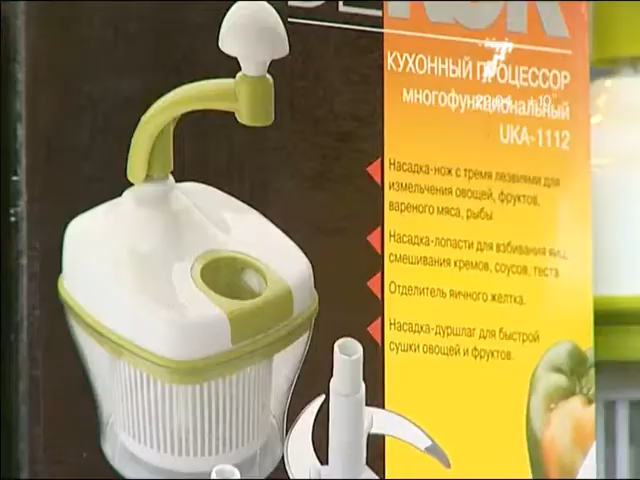 КУХОННЫЙ ПРОЦЕССОР
многофункциональный
UKA-1112
Насадка-нож с тремя лезвиями для
измельчения овощей, фруктов,
вареного мяса, рыбы
Насадка-лопасти для взбивания яиц,
смешивания кремов, соусов, теста
Отделитель яичного желтка.
Насадка-дуршлаг для быстрой
сушки овощей и фруктов.